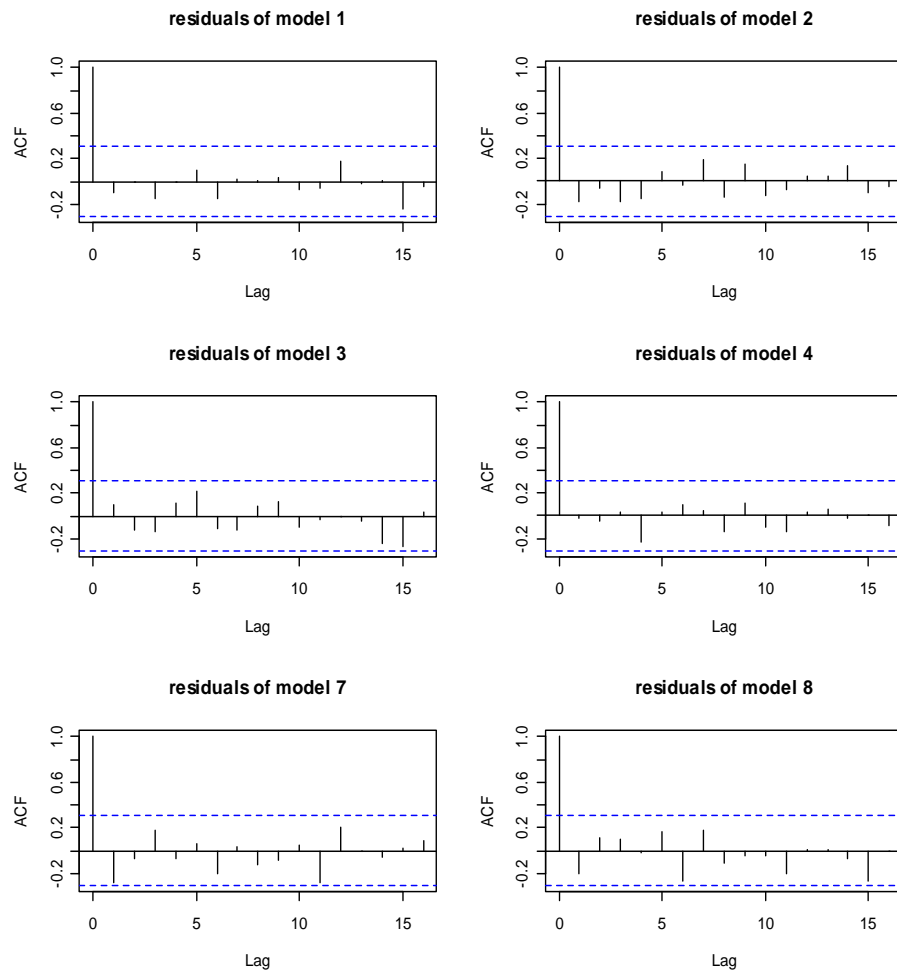 residuals of model 1
ACF
-0.2 0.2 0.6 1.0
0 5 10 15
Lag
residuals of model 2
ACF
-0.2 0.2 0.6 1.0
0 5 10 15
Lag
residuals of model 3
ACF
-0.2 0.2 0.6 1.0
0 5 10 15
Lag
residuals of model 4
ACF
-0.2 0.2 0.6 1.0
0 5 10 15
Lag
residuals of model 7
ACF
-0.2 0.2 0.6 1.0
0 5 10 15
Lag
residuals of model 8
ACF
-0.2 0.2 0.6 1.0
0 5 10 15
Lag